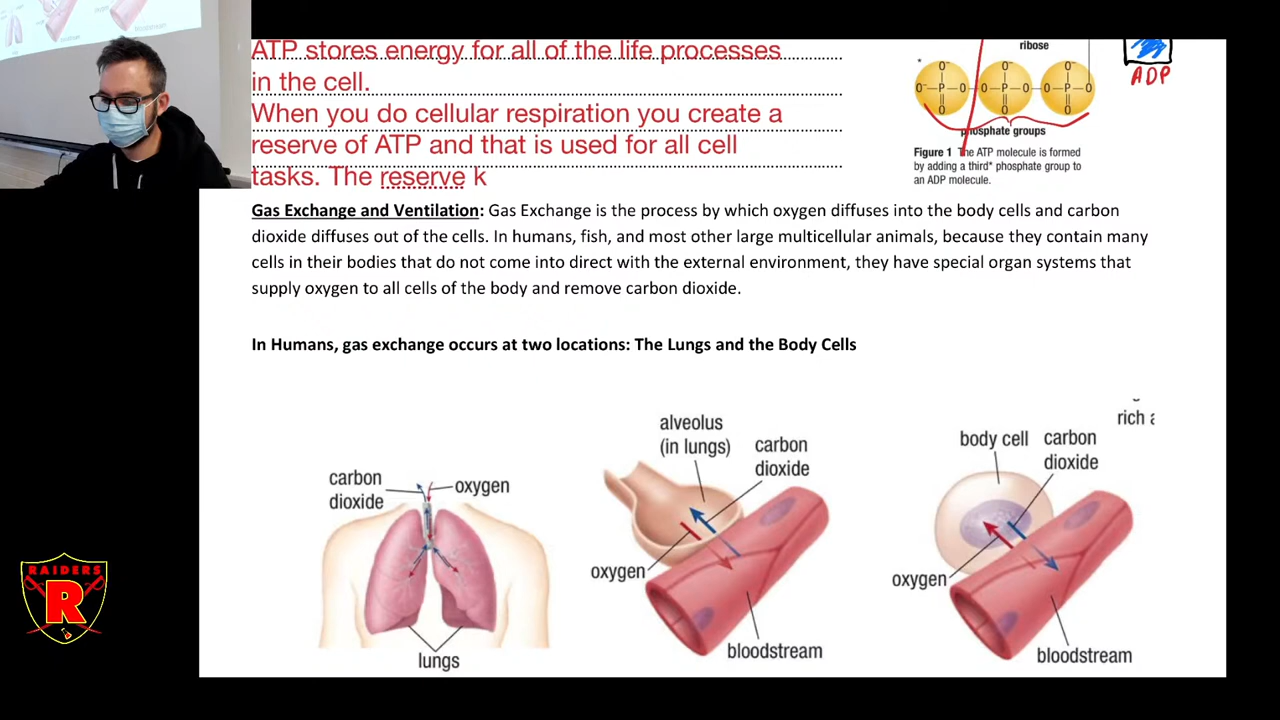 ATP stores energy for all of the life processes
in the cell.
When you do cellular respiration you create a
reserve of ATP and that is used for all cell
tasks. The reserve k
ribose
ADP
O⁻ O⁻ O⁻
O⁻—P—O—P—O—P—O
O O O
phosphate groups
Figure 1 The ATP molecule is formed
by adding a third* phosphate group to
an ADP molecule.
Gas Exchange and Ventilation: Gas Exchange is the process by which oxygen diffuses into the body cells and carbon
dioxide diffuses out of the cells. In humans, fish, and most other large multicellular animals, because they contain many
cells in their bodies that do not come into direct with the external environment, they have special organ systems that
supply oxygen to all cells of the body and remove carbon dioxide.
In Humans, gas exchange occurs at two locations: The Lungs and the Body Cells
carbon
dioxide
oxygen
lungs
alveolus
(in lungs)
carbon
dioxide
oxygen
bloodstream
rich
body cell
carbon
dioxide
oxygen
bloodstream
RAIDERS
R